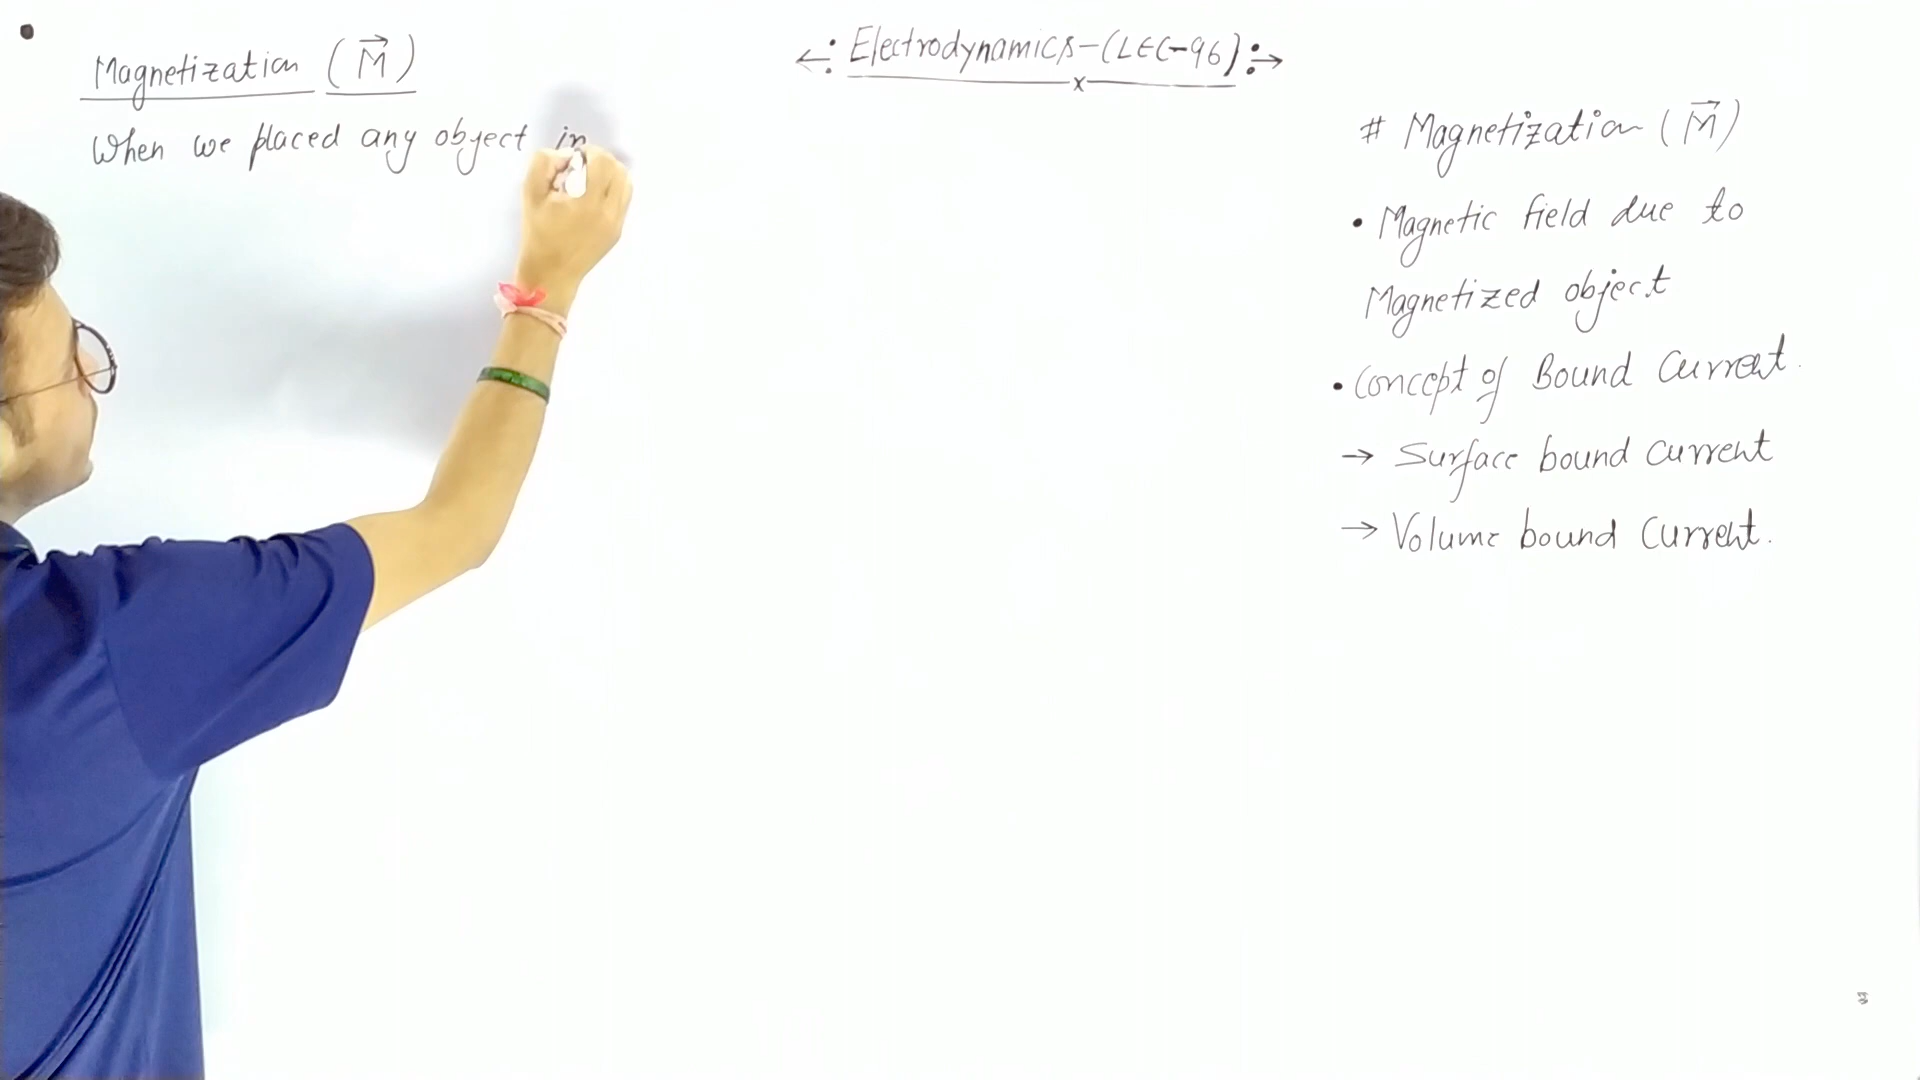 Magnetization (M⃗)
When we placed any object in
Electrodynamics-(LEC-96)
# Magnetization (M⃗)
• Magnetic field due to
Magnetized object
• Concept of Bound Current.
→ Surface bound current
→ Volume bound Current.